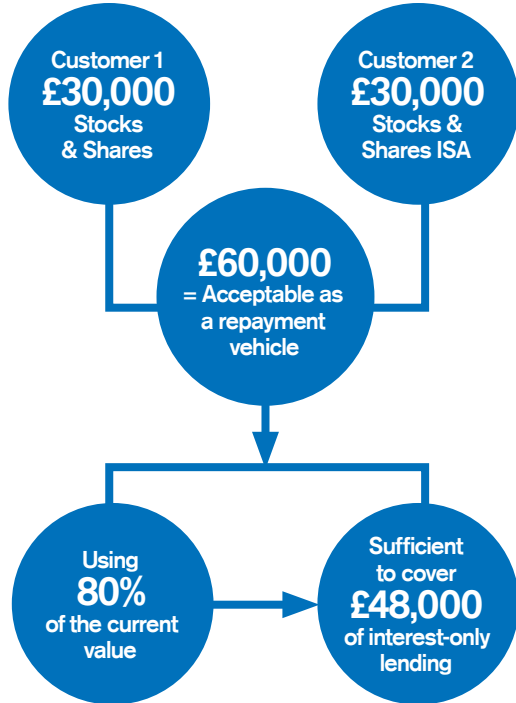 Customer 1
£30,000
Stocks
& Shares
Customer 2
£30,000
Stocks &
Shares ISA
£60,000
= Acceptable as
a repayment
vehicle
Using
80%
of the current
value
Sufficient
to cover
£48,000
of interest-only
lending